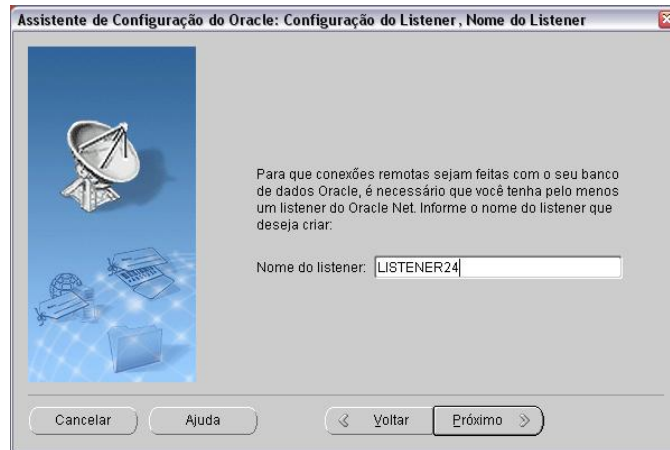 Assistente de Configuração do Oracle: Configuração do Listener, Nome do Listener
Para que conexões remotas sejam feitas com o seu banco
de dados Oracle, é necessário que você tenha pelo menos
um listener do Oracle Net. Informe o nome do listener que
deseja criar:
Nome do listener: LISTENER24
Cancelar Ajuda Voltar Próximo